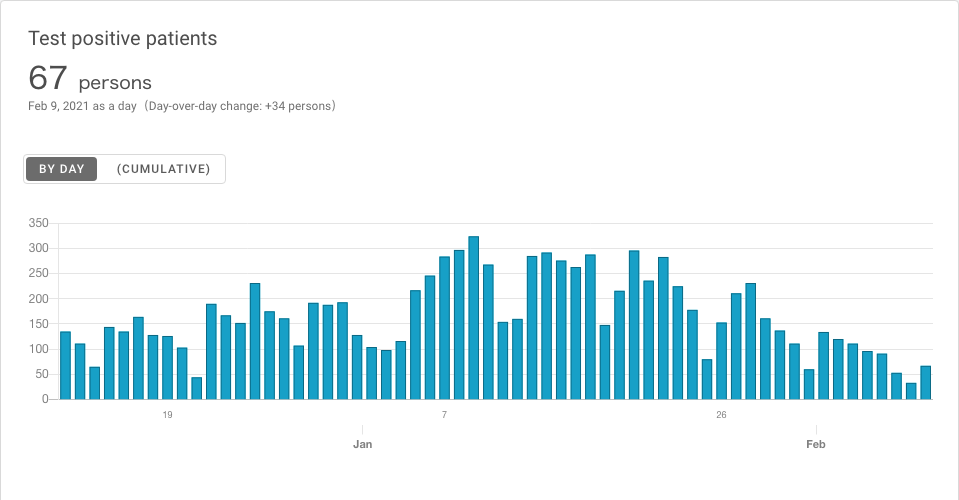 Test positive patients
67 persons
Feb 9, 2021 as a day (Day-over-day change: +34 persons)
BY DAY (CUMULATIVE)
350
300
250
200
150
100
50
0
19 7 26
Jan Feb